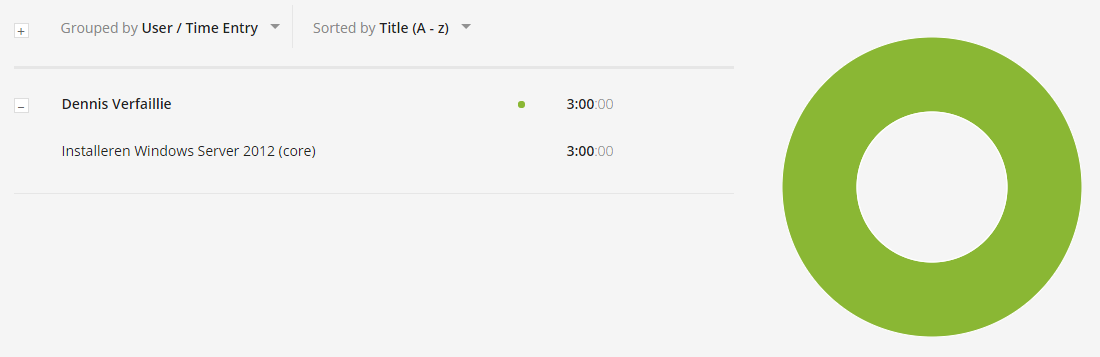 Grouped by User / Time Entry Sorted by Title (A - z)
Dennis Verfaillie 3:00:00
Installeren Windows Server 2012 (core) 3:00:00